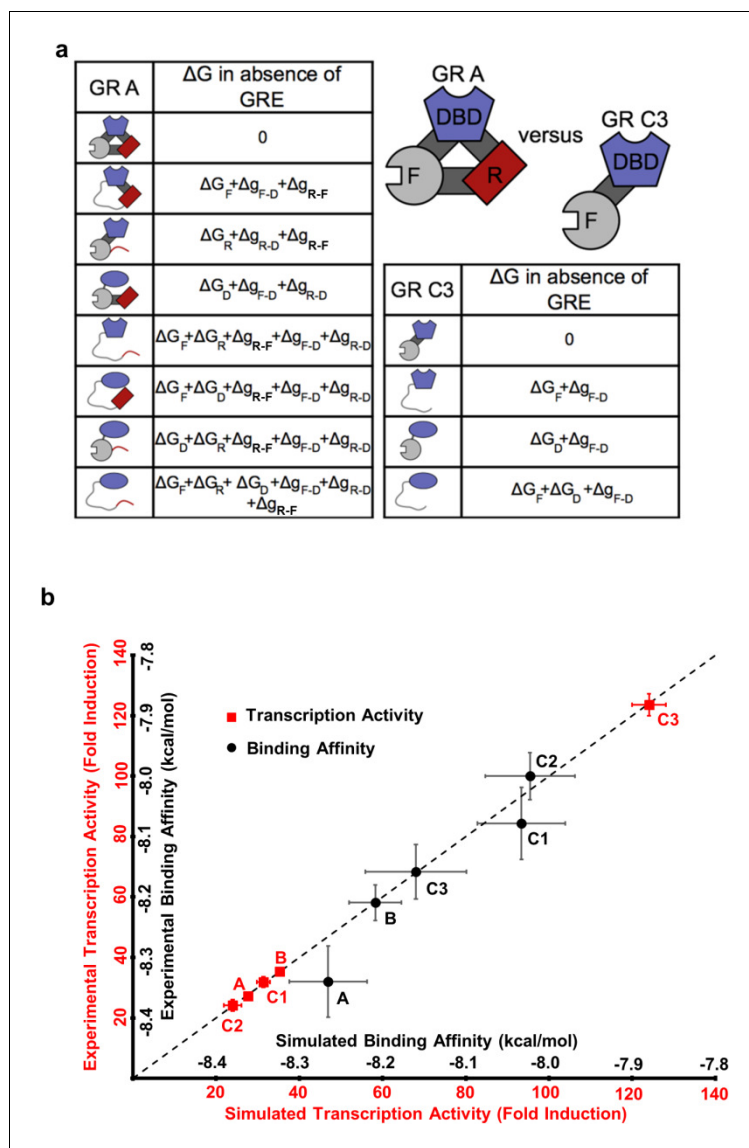 a
GR A
ΔG in absence of
GRE
0
ΔG_F+Δg_F-D+Δg_R-F
ΔG_R+Δg_R-D+Δg_R-F
ΔG_D+Δg_F-D+Δg_R-D
ΔG_F+ΔG_R+Δg_R-F+Δg_F-D+Δg_R-D
ΔG_F+ΔG_D+Δg_R-F+Δg_F-D+Δg_R-D
ΔG_D+ΔG_R+Δg_R-F+Δg_F-D+Δg_R-D
ΔG_F+ΔG_R+ ΔG_D+Δg_F-D+Δg_R-D
+Δg_R-F
GR A
DBD
F
R
versus
GR C3
DBD
F
GR C3
ΔG in absence of
GRE
0
ΔG_F+Δg_F-D
ΔG_D+Δg_F-D
ΔG_F+ΔG_D+Δg_F-D
b
Experimental Transcription Activity (Fold Induction)
140
120
100
80
60
40
20
Experimental Binding Affinity (kcal/mol)
-7.8
-7.9
-8.0
-8.1
-8.2
-8.3
-8.4
Transcription Activity
Binding Affinity
C3
C2
C1
C3
B
A
B
A
C1
C2
Simulated Binding Affinity (kcal/mol)
-8.4 -8.3 -8.2 -8.1 -8.0 -7.9 -7.8
20 40 60 80 100 120 140
Simulated Transcription Activity (Fold Induction)